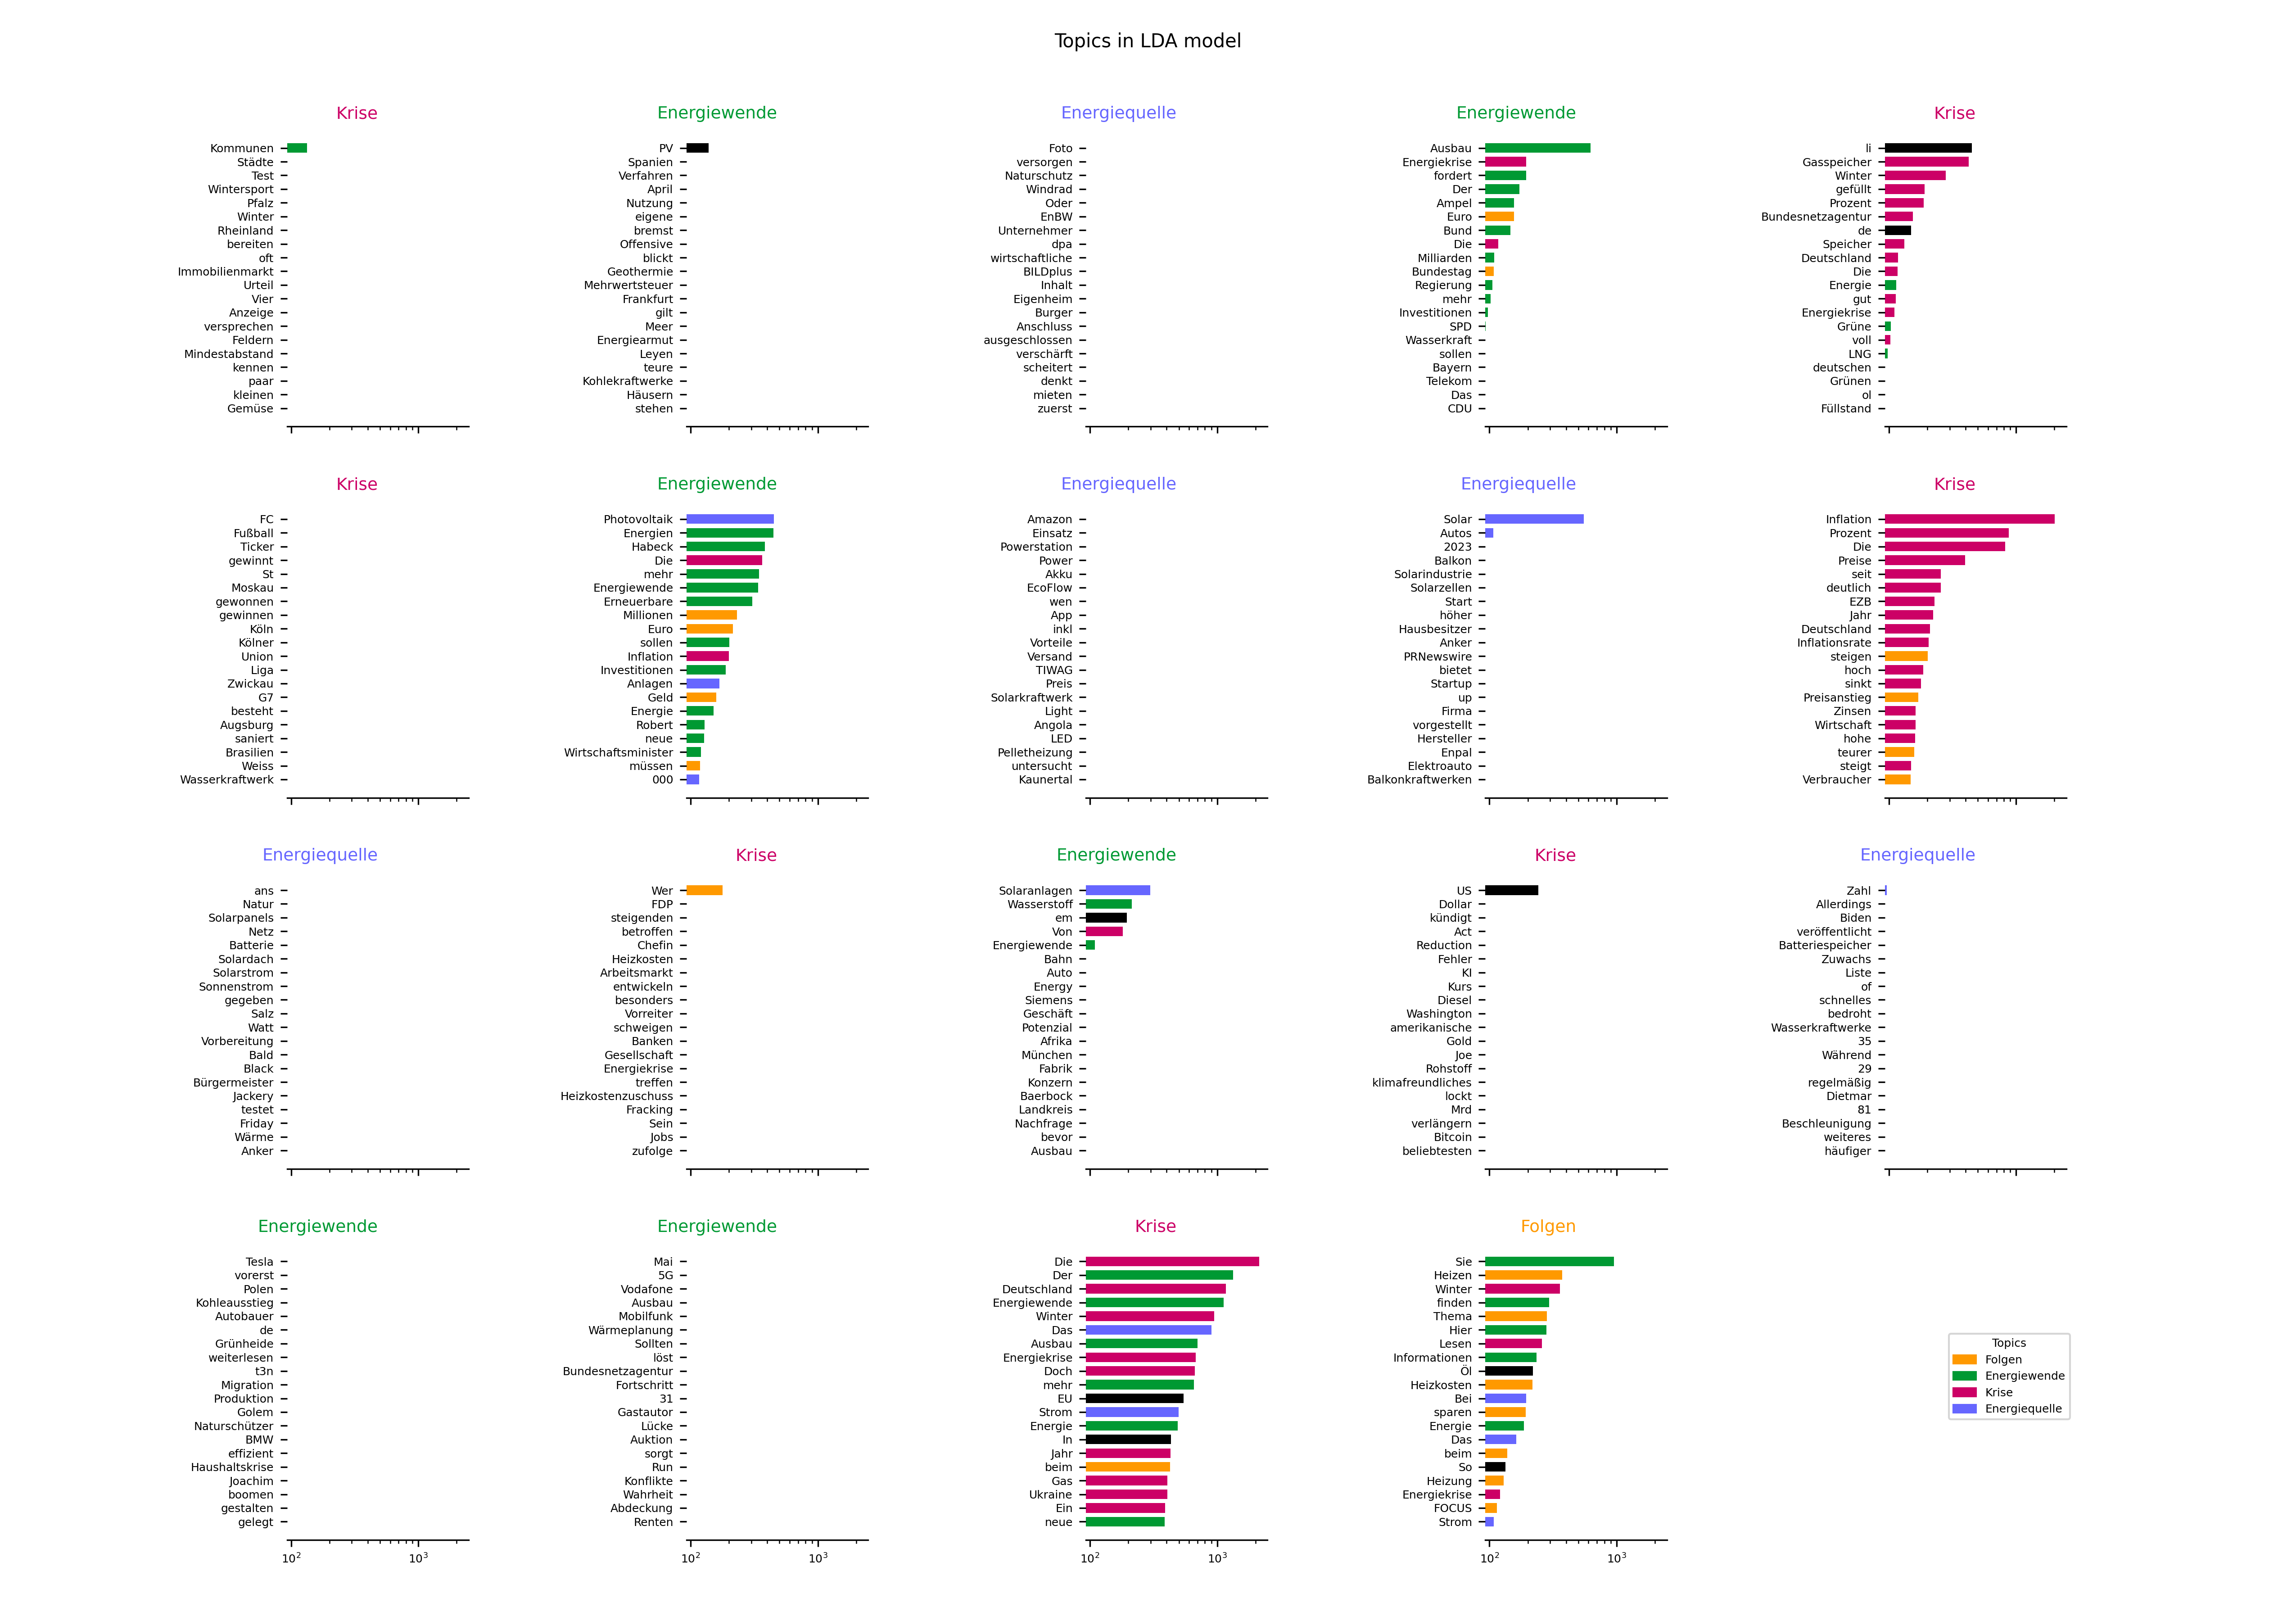 Topics in LDA model
Krise
Kommunen
Städte
Test
Wintersport
Pfalz
Winter
Rheinland
bereiten
oft
Immobilienmarkt
Urteil
Vier
Anzeige
versprechen
Feldern
Mindestabstand
kennen
paar
kleinen
Gemüse
Energiewende
PV
Spanien
Verfahren
April
Nutzung
eigene
bremst
Offensive
blickt
Geothermie
Mehrwertsteuer
Frankfurt
gilt
Meer
Energiearmut
Leyen
teure
Kohlekraftwerke
Häusern
stehen
Energiequelle
Foto
versorgen
Naturschutz
Windrad
Oder
EnBW
Unternehmer
dpa
wirtschaftliche
BILDplus
Inhalt
Eigenheim
Burger
Anschluss
ausgeschlossen
verschärft
scheitert
denkt
mieten
zuerst
Energiewende
Ausbau
Energiekrise
fordert
Der
Ampel
Euro
Bund
Die
Milliarden
Bundestag
Regierung
mehr
Investitionen
SPD
Wasserkraft
sollen
Bayern
Telekom
Das
CDU
Krise
li
Gasspeicher
Winter
gefüllt
Prozent
Bundesnetzagentur
de
Speicher
Deutschland
Die
Energie
gut
Energiekrise
Grüne
voll
LNG
deutschen
Grünen
ol
Füllstand
Krise
FC
Fußball
Ticker
gewinnt
St
Moskau
gewonnen
gewinnen
Köln
Kölner
Union
Liga
Zwickau
G7
besteht
Augsburg
saniert
Brasilien
Weiss
Wasserkraftwerk
Energiewende
Photovoltaik
Energien
Habeck
Die
mehr
Energiewende
Erneuerbare
Millionen
Euro
sollen
Inflation
Investitionen
Anlagen
Geld
Energie
Robert
neue
Wirtschaftsminister
müssen
000
Energiequelle
Amazon
Einsatz
Powerstation
Power
Akku
EcoFlow
wen
App
inkl
Vorteile
Versand
TIWAG
Preis
Solarkraftwerk
Light
Angola
LED
Pelletheizung
untersucht
Kaunertal
Energiequelle
Solar
Autos
2023
Balkon
Solarindustrie
Solarzellen
Start
höher
Hausbesitzer
Anker
PRNewswire
bietet
Startup
up
Firma
vorgestellt
Hersteller
Enpal
Elektroauto
Balkonkraftwerken
Krise
Inflation
Prozent
Die
Preise
seit
deutlich
EZB
Jahr
Deutschland
Inflationsrate
steigen
hoch
sinkt
Preisanstieg
Zinsen
Wirtschaft
hohe
teurer
steigt
Verbraucher
Energiequelle
ans
Natur
Solarpanels
Netz
Batterie
Solardach
Solarstrom
Sonnenstrom
gegeben
Salz
Watt
Vorbereitung
Bald
Black
Bürgermeister
Jackery
testet
Friday
Wärme
Anker
Krise
Wer
FDP
steigenden
betroffen
Chefin
Heizkosten
Arbeitsmarkt
entwickeln
besonders
Vorreiter
schweigen
Banken
Gesellschaft
Energiekrise
treffen
Heizkostenzuschuss
Fracking
Sein
Jobs
zufolge
Energiewende
Solaranlagen
Wasserstoff
em
Von
Energiewende
Bahn
Auto
Energy
Siemens
Geschäft
Potenzial
Afrika
München
Fabrik
Konzern
Baerbock
Landkreis
Nachfrage
bevor
Ausbau
Krise
US
Dollar
kündigt
Act
Reduction
Fehler
KI
Kurs
Diesel
Washington
amerikanische
Gold
Joe
Rohstoff
klimafreundliches
lockt
Mrd
verlängern
Bitcoin
beliebtesten
Energiequelle
Zahl
Allerdings
Biden
veröffentlicht
Batteriespeicher
Zuwachs
Liste
of
schnelles
bedroht
Wasserkraftwerke
35
Während
29
regelmäßig
Dietmar
81
Beschleunigung
weiteres
häufiger
Energiewende
Tesla
vorerst
Polen
Kohleausstieg
Autobauer
de
Grünheide
weiterlesen
t3n
Migration
Produktion
Golem
Naturschützer
BMW
effizient
Haushaltskrise
Joachim
boomen
gestalten
gelegt
10²
10³
Energiewende
Mai
5G
Vodafone
Ausbau
Mobilfunk
Wärmeplanung
Sollten
löst
Bundesnetzagentur
Fortschritt
31
Gastautor
Lücke
Auktion
sorgt
Run
Konflikte
Wahrheit
Abdeckung
Renten
10²
10³
Krise
Die
Der
Deutschland
Energiewende
Winter
Das
Ausbau
Energiekrise
Doch
mehr
EU
Strom
Energie
In
Jahr
beim
Gas
Ukraine
Ein
neue
10²
10³
Folgen
Sie
Heizen
Winter
finden
Thema
Hier
Lesen
Informationen
Öl
Heizkosten
Bei
sparen
Energie
Das
beim
So
Heizung
Energiekrise
FOCUS
Strom
10²
10³
Topics
Folgen
Energiewende
Krise
Energiequelle